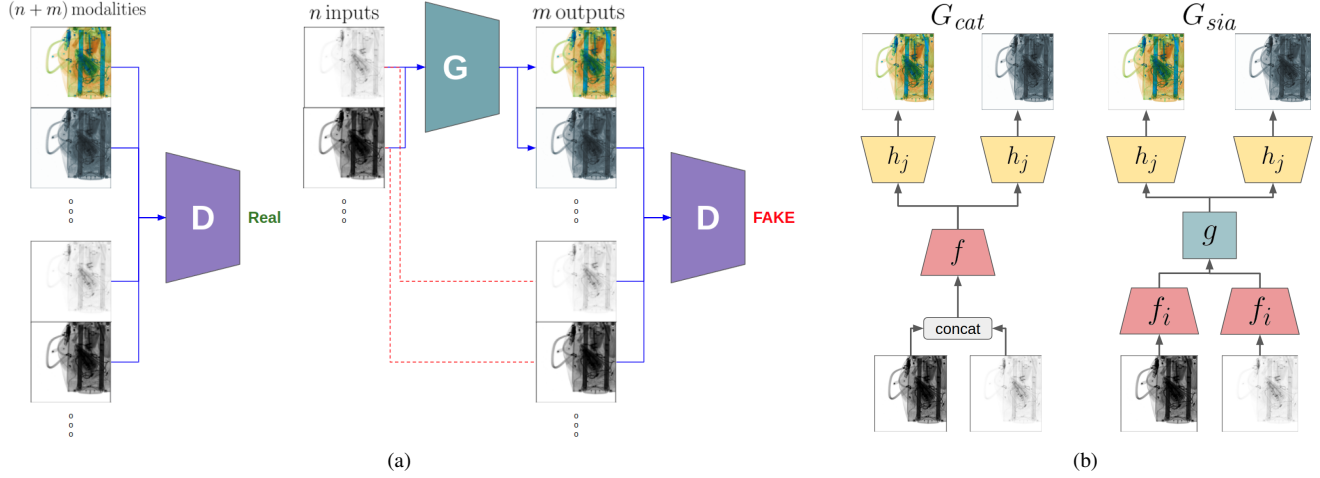 (n + m) modalities
n inputs
m outputs
G
D
Real
D
FAKE
(a)
G_cat
G_sia
h_j
h_j
h_j
h_j
f
g
concat
f_i
f_i
(b)